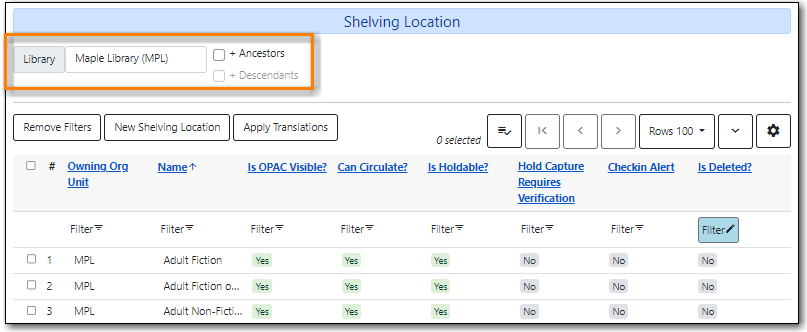 Shelving Location
Library Maple Library (MPL) + Ancestors
+ Descendants
Remove Filters New Shelving Location Apply Translations 0 selected Rows 100
# Owning Org Unit Name Is OPAC Visible? Can Circulate? Is Holdable? Hold Capture Requires Verification Checkin Alert Is Deleted?
Filter Filter Filter Filter Filter Filter Filter Filter
1 MPL Adult Fiction Yes Yes Yes No No No
2 MPL Adult Fiction o... Yes Yes Yes No No No
3 MPL Adult Non-Ficti... Yes Yes Yes No No No